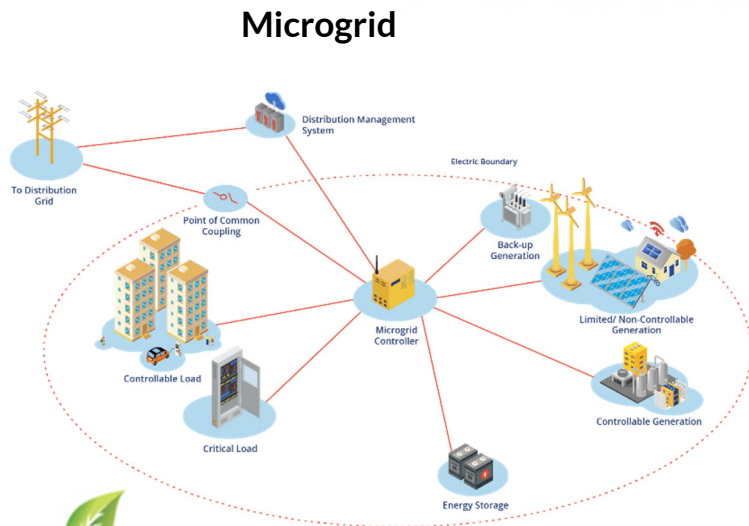 Microgrid
Distribution Management
System
To Distribution
Grid
Electric Boundary
Point of Common
Coupling
Back-up
Generation
Limited/ Non-Controllable
Generation
Microgrid
Controller
Controllable Load
Controllable Generation
Critical Load
Energy Storage